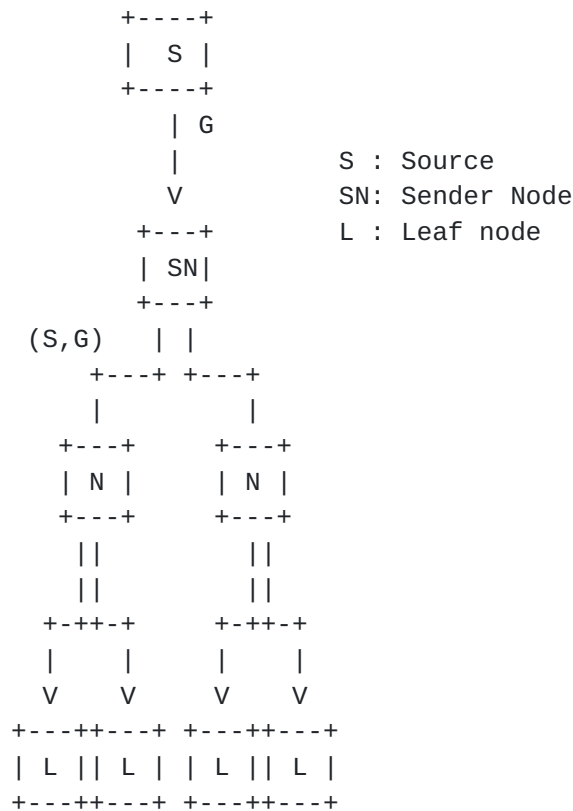 +----+
       |  S |
       +----+
          | G
          |          S : Source
          V          SN: Sender Node
        +---+        L : Leaf node
        | SN|
        +---+
 (S,G)   | |
     +---+ +---+
     |         |
   +---+     +---+
   | N |     | N |
   +---+     +---+
    ||         ||
    ||         ||
  +-++-+     +-++-+
  |    |     |    |
  V    V     V    V
+---++---+ +---++---+
| L || L | | L || L |
+---++---+ +---++---+